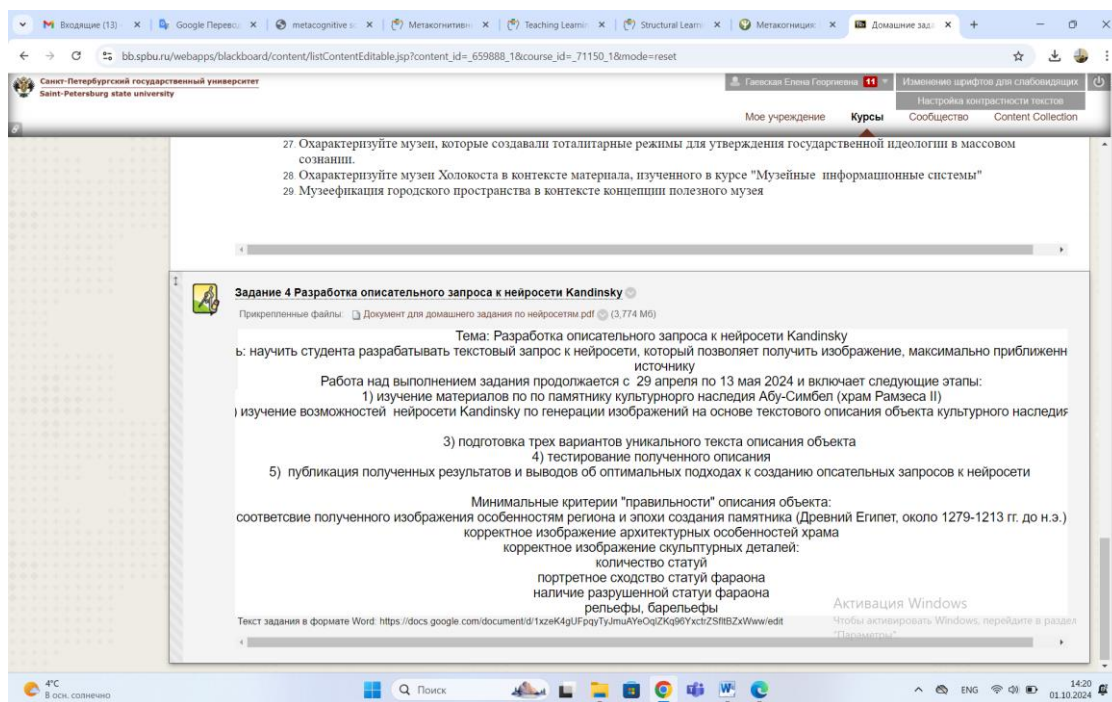 Входящие (13)
Google Перевод
metacognitive s
Метакогнитивн
Teaching Learnin
Structural Learni
Метакогниция:
Домашние зада
bb.spbu.ru/webapps/blackboard/content/listContentEditable.jsp?content_id=_659888_1&course_id=_71150_1&mode=reset
Санкт-Петербургский государственный университет
Saint-Petersburg state university
Гаевская Елена Георгиевна 11
Изменение шрифтов для слабовидящих
Настройка контрастности текстов
Мое учреждение Курсы Сообщество Content Collection
27. Охарактеризуйте музеи, которые создавали тоталитарные режимы для утверждения государственной идеологии в массовом
сознании.
28. Охарактеризуйте музеи Холокоста в контексте материала, изученного в курсе "Музейные информационные системы"
29. Музеефикация городского пространства в контексте концепции полезного музея
Задание 4 Разработка описательного запроса к нейросети Kandinsky
Прикрепленные файлы: Документ для домашнего задания по нейросетям.pdf (3,774 Мб)
Тема: Разработка описательного запроса к нейросети Kandinsky
ь: научить студента разрабатывать текстовый запрос к нейросети, который позволяет получить изображение, максимально приближенн
источнику
Работа над выполнением задания продолжается с 29 апреля по 13 мая 2024 и включает следующие этапы:
1) изучение материалов по по памятнику культурнорго наследия Абу-Симбел (храм Рамзеса II)
) изучение возможностей нейросети Kandinsky по генерации изображений на основе текстового описания объекта культурного наследия
3) подготовка трех вариантов уникального текста описания объекта
4) тестирование полученного описания
5) публикация полученных результатов и выводов об оптимальных подходах к созданию опсательных запросов к нейросети
Минимальные критерии "правильности" описания объекта:
соответсвие полученного изображения особенностям региона и эпохи создания памятника (Древний Египет, около 1279-1213 гг. до н.э.)
корректное изображение архитектурных особенностей храма
корректное изображение скульптурных деталей:
количество статуй
портретное сходство статуй фараона
наличие разрушенной статуи фараона
рельефы, барельефы
Текст задания в формате Word: 
Активация Windows
Чтобы активировать Windows, перейдите в раздел
"Параметры".
4°C
В осн. солнечно
Поиск
ENG
14:20
01.10.2024